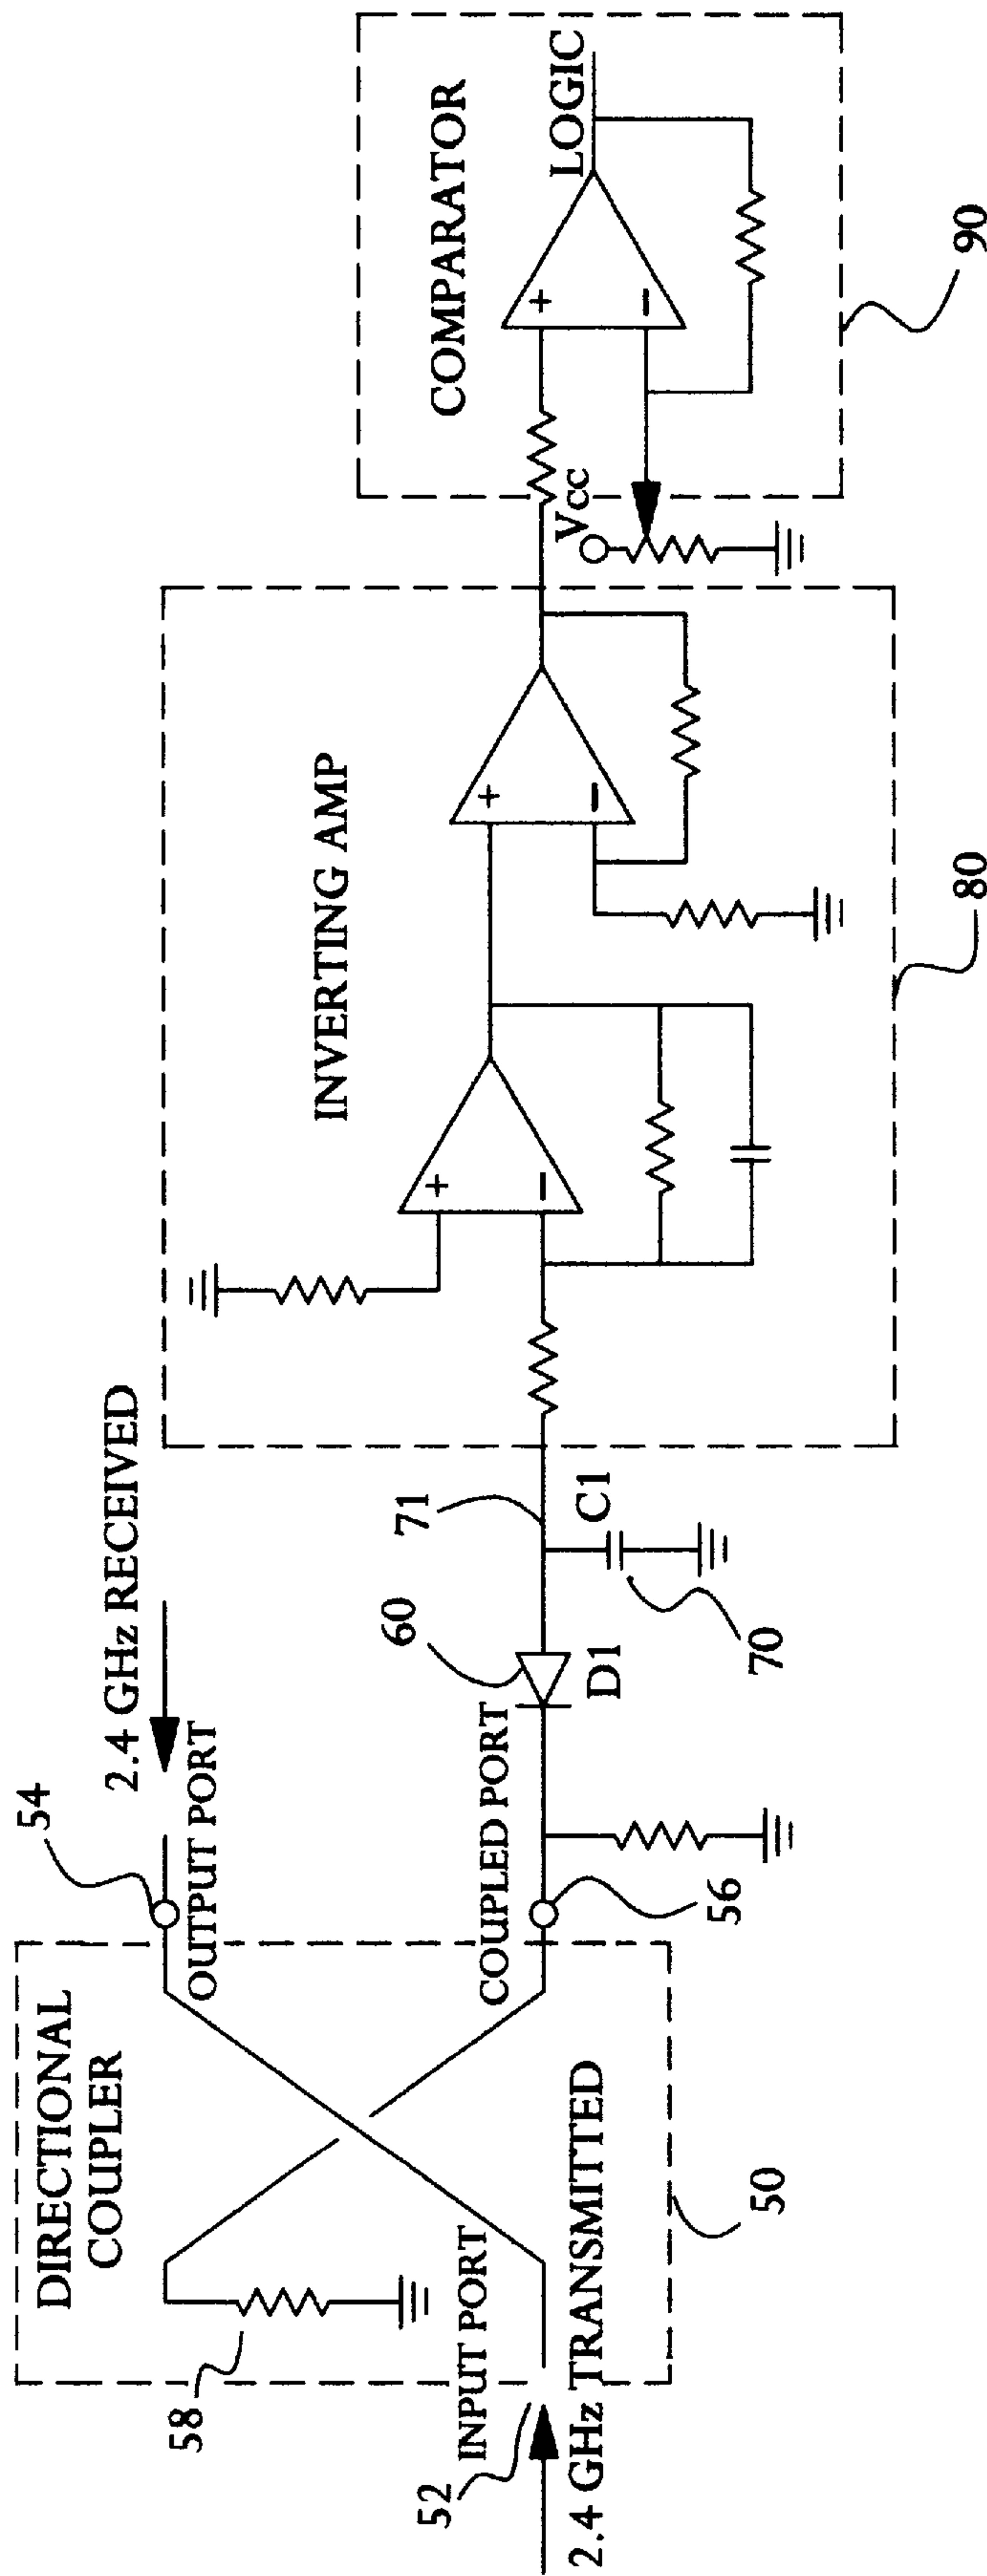 DIRECTIONAL
COUPLER
58
INPUT PORT
52
2.4 GHz TRANSMITTED
50
54
OUTPUT PORT
2.4 GHz RECEIVED
COUPLED PORT
56
60
D1
71
C1
70
INVERTING AMP
+
−
+
−
80
COMPARATOR
Vcc
+
−
LOGIC
90